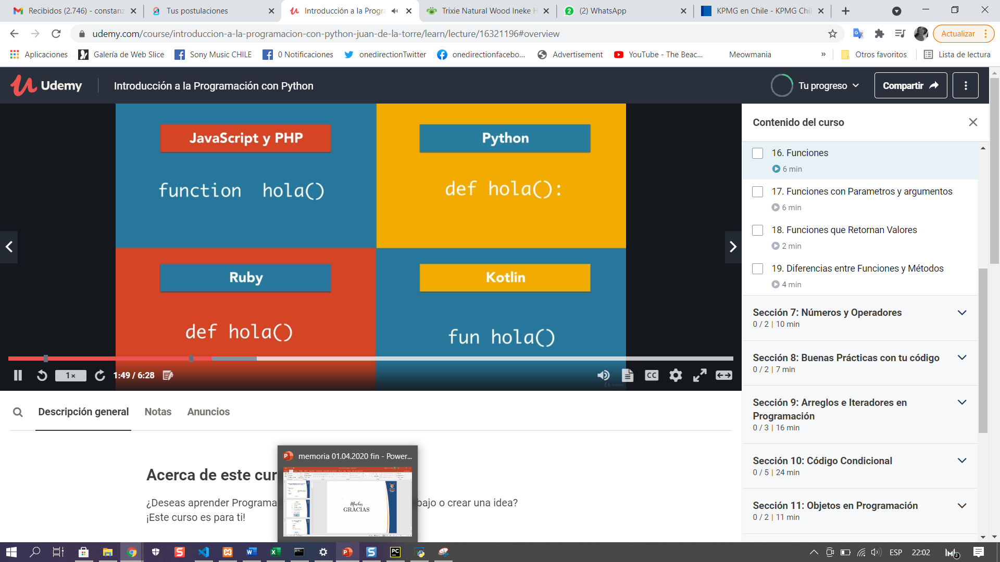 Recibidos (2.746) - constanz
Tus postulaciones
Introducción a la Progra
Trixie Natural Wood Ineke H
(2) WhatsApp
KPMG en Chile - KPMG Chil
udemy.com/course/introduccion-a-la-programacion-con-python-juan-de-la-torre/learn/lecture/16321196#overview
Actualizar
Aplicaciones
Galería de Web Slice
Sony Music CHILE
0 Notificaciones
onedirectionTwitter
onedirectionfacebo...
Advertisement
YouTube - The Beac...
Meowmania
»
Otros favoritos
Lista de lectura
Udemy
Introducción a la Programación con Python
Tu progreso
Compartir
JavaScript y PHP
function hola()
Python
def hola():
Ruby
def hola()
Kotlin
fun hola()
1×
1:49 / 6:28
CC
Udemy
Contenido del curso
16. Funciones
6 min
17. Funciones con Parametros y argumentos
6 min
18. Funciones que Retornan Valores
2 min
19. Diferencias entre Funciones y Métodos
4 min
Sección 7: Números y Operadores
0 / 2 | 10 min
Sección 8: Buenas Prácticas con tu código
0 / 2 | 7 min
Sección 9: Arreglos e Iteradores en
Programación
0 / 3 | 16 min
Sección 10: Código Condicional
0 / 5 | 24 min
Sección 11: Objetos en Programación
0 / 2 | 11 min
Descripción general
Notas
Anuncios
Acerca de este cur
¿Deseas aprender Programa
bajo o crear una idea?
¡Este curso es para ti!
memoria 01.04.2020 fin - Power...
Muchas
GRACIAS
ESP
22:02